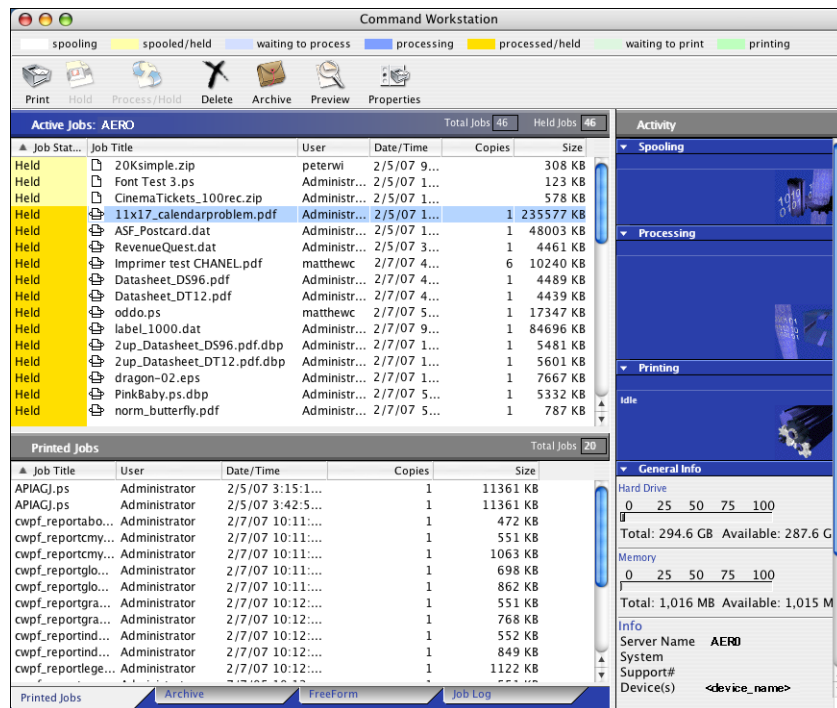 Command Workstation
spooling spooled/held waiting to process processing processed/held waiting to print printing
Print Hold Process/Hold Delete Archive Preview Properties
Active Jobs: AERO Total Jobs 46 Held Jobs 46
Job Stat... Job Title User Date/Time Copies Size
Held 20Ksimple.zip peterwi 2/5/07 9... 308 KB
Held Font Test 3.ps Administr... 2/5/07 1... 123 KB
Held CinemaTickets_100rec.zip Administr... 2/5/07 1... 578 KB
Held 11x17_calendarproblem.pdf Administr... 2/5/07 1... 1 235577 KB
Held ASF_Postcard.dat Administr... 2/5/07 1... 1 48003 KB
Held RevenueQuest.dat Administr... 2/5/07 3... 1 4461 KB
Held Imprimer test CHANEL.pdf matthewc 2/7/07 4... 6 10240 KB
Held Datasheet_DS96.pdf Administr... 2/7/07 4... 1 4489 KB
Held Datasheet_DT12.pdf Administr... 2/7/07 4... 1 4439 KB
Held oddo.ps matthewc 2/7/07 5... 1 17347 KB
Held label_1000.dat Administr... 2/7/07 9... 1 84696 KB
Held 2up_Datasheet_DS96.pdf.dbp Administr... 2/7/07 1... 1 5481 KB
Held 2up_Datasheet_DT12.pdf.dbp Administr... 2/7/07 1... 1 5601 KB
Held dragon-02.eps Administr... 2/7/07 1... 1 7667 KB
Held PinkBaby.ps.dbp Administr... 2/7/07 5... 1 5332 KB
Held norm_butterfly.pdf Administr... 2/7/07 5... 1 787 KB
Printed Jobs Total Jobs 20
Job Title User Date/Time Copies Size
APIAGJ.ps Administrator 2/5/07 3:15:1... 1 11361 KB
APIAGJ.ps Administrator 2/5/07 3:42:5... 1 11361 KB
cwpf_reportabo... Administrator 2/7/07 10:11:... 1 472 KB
cwpf_reportcmy... Administrator 2/7/07 10:11:... 1 551 KB
cwpf_reportcmy... Administrator 2/7/07 10:11:... 1 1063 KB
cwpf_reportglo... Administrator 2/7/07 10:11:... 1 698 KB
cwpf_reportglo... Administrator 2/7/07 10:11:... 1 862 KB
cwpf_reportgra... Administrator 2/7/07 10:12:... 1 551 KB
cwpf_reportgra... Administrator 2/7/07 10:12:... 1 768 KB
cwpf_reportind... Administrator 2/7/07 10:12:... 1 552 KB
cwpf_reportind... Administrator 2/7/07 10:12:... 1 849 KB
cwpf_reportlege... Administrator 2/7/07 10:12:... 1 1122 KB
Printed Jobs Archive FreeForm Job Log
Activity
Spooling
Processing
Printing
Idle
General Info
Hard Drive
0 25 50 75 100
Total: 294.6 GB Available: 287.6 G
Memory
0 25 50 75 100
Total: 1,016 MB Available: 1,015 M
Info
Server Name AERO
System
Support#
Device(s) <device_name>